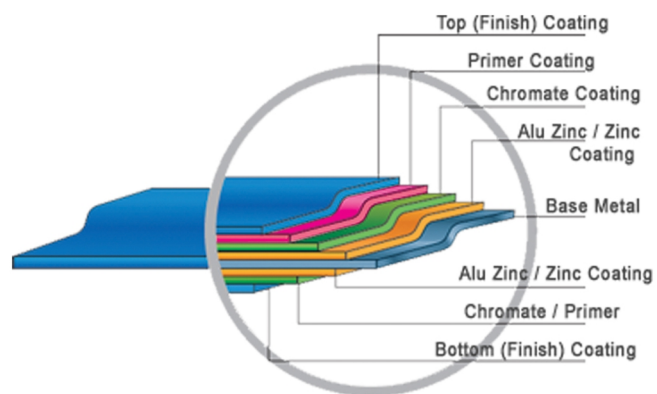 Top (Finish) Coating
Primer Coating
Chromate Coating
Alu Zinc / Zinc
Coating
Base Metal
Alu Zinc / Zinc Coating
Chromate / Primer
Bottom (Finish) Coating